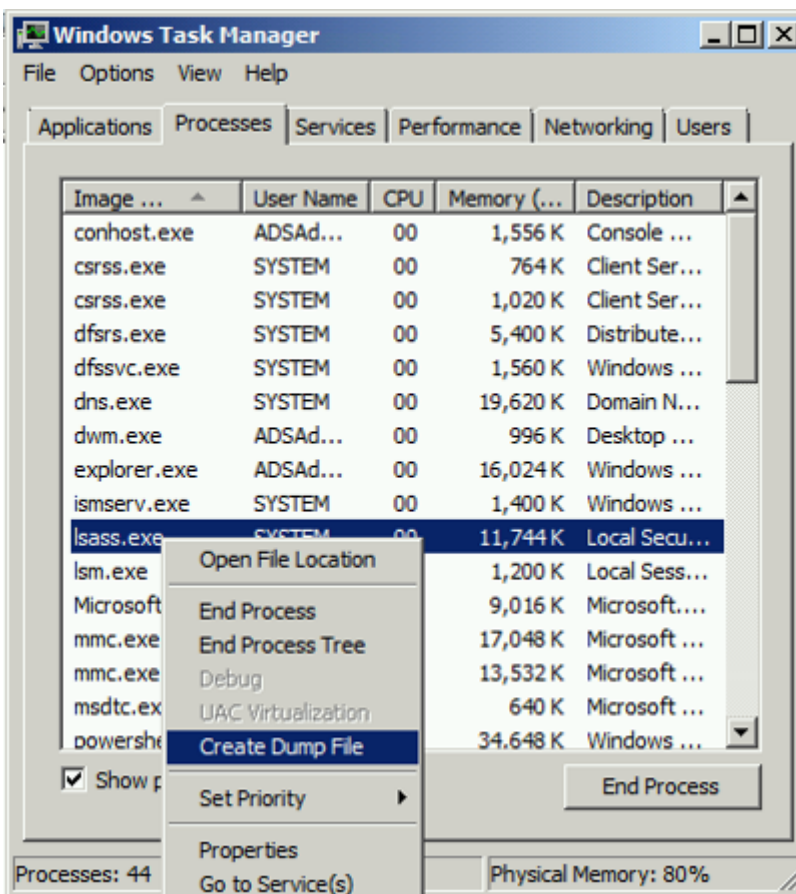 Windows Task Manager
File Options View Help
Applications Processes Services Performance Networking Users
Image ... User Name CPU Memory (... Description
conhost.exe ADSAd... 00 1,556 K Console ...
csrss.exe SYSTEM 00 764 K Client Ser...
csrss.exe SYSTEM 00 1,020 K Client Ser...
dfsrs.exe SYSTEM 00 5,400 K Distribute...
dfssvc.exe SYSTEM 00 1,560 K Windows ...
dns.exe SYSTEM 00 19,620 K Domain N...
dwm.exe ADSAd... 00 996 K Desktop ...
explorer.exe ADSAd... 00 16,024 K Windows ...
ismserv.exe SYSTEM 00 1,400 K Windows ...
lsass.exe SYSTEM 00 11,744 K Local Secu...
lsm.exe 1,200 K Local Sess...
Microsoft 9,016 K Microsoft....
mmc.exe 17,048 K Microsoft ...
mmc.exe 13,532 K Microsoft ...
msdtc.ex 640 K Microsoft ...
powershe 34,648 K Windows ...
Open File Location
End Process
End Process Tree
Debug
UAC Virtualization
Create Dump File
Set Priority
Properties
Go to Service(s)
Show p
End Process
Processes: 44 Physical Memory: 80%